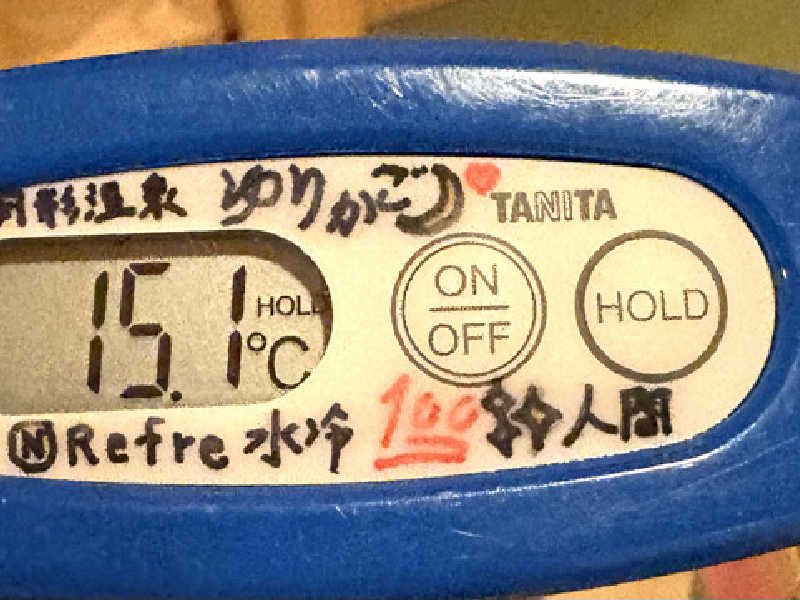 温泉 ゆりかご
TANITA
15.1 °C HOLD
ON
OFF
HOLD
Ⓝ Refre 水冷 100 人間